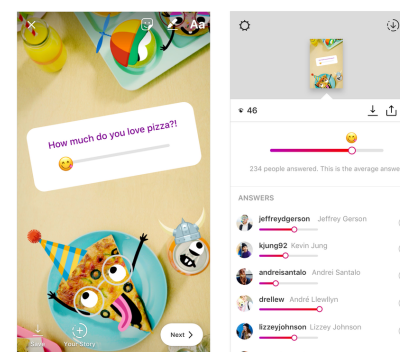 Aa
How much do you love pizza?!
Save
Your Story
Next
46
234 people answered. This is the average answe
ANSWERS
jeffreydgerson Jeffrey Gerson
kjung92 Kevin Jung
andreisantalo Andrei Santalo
drellew André Llewllyn
lizzeyjohnson Lizzey Johnson